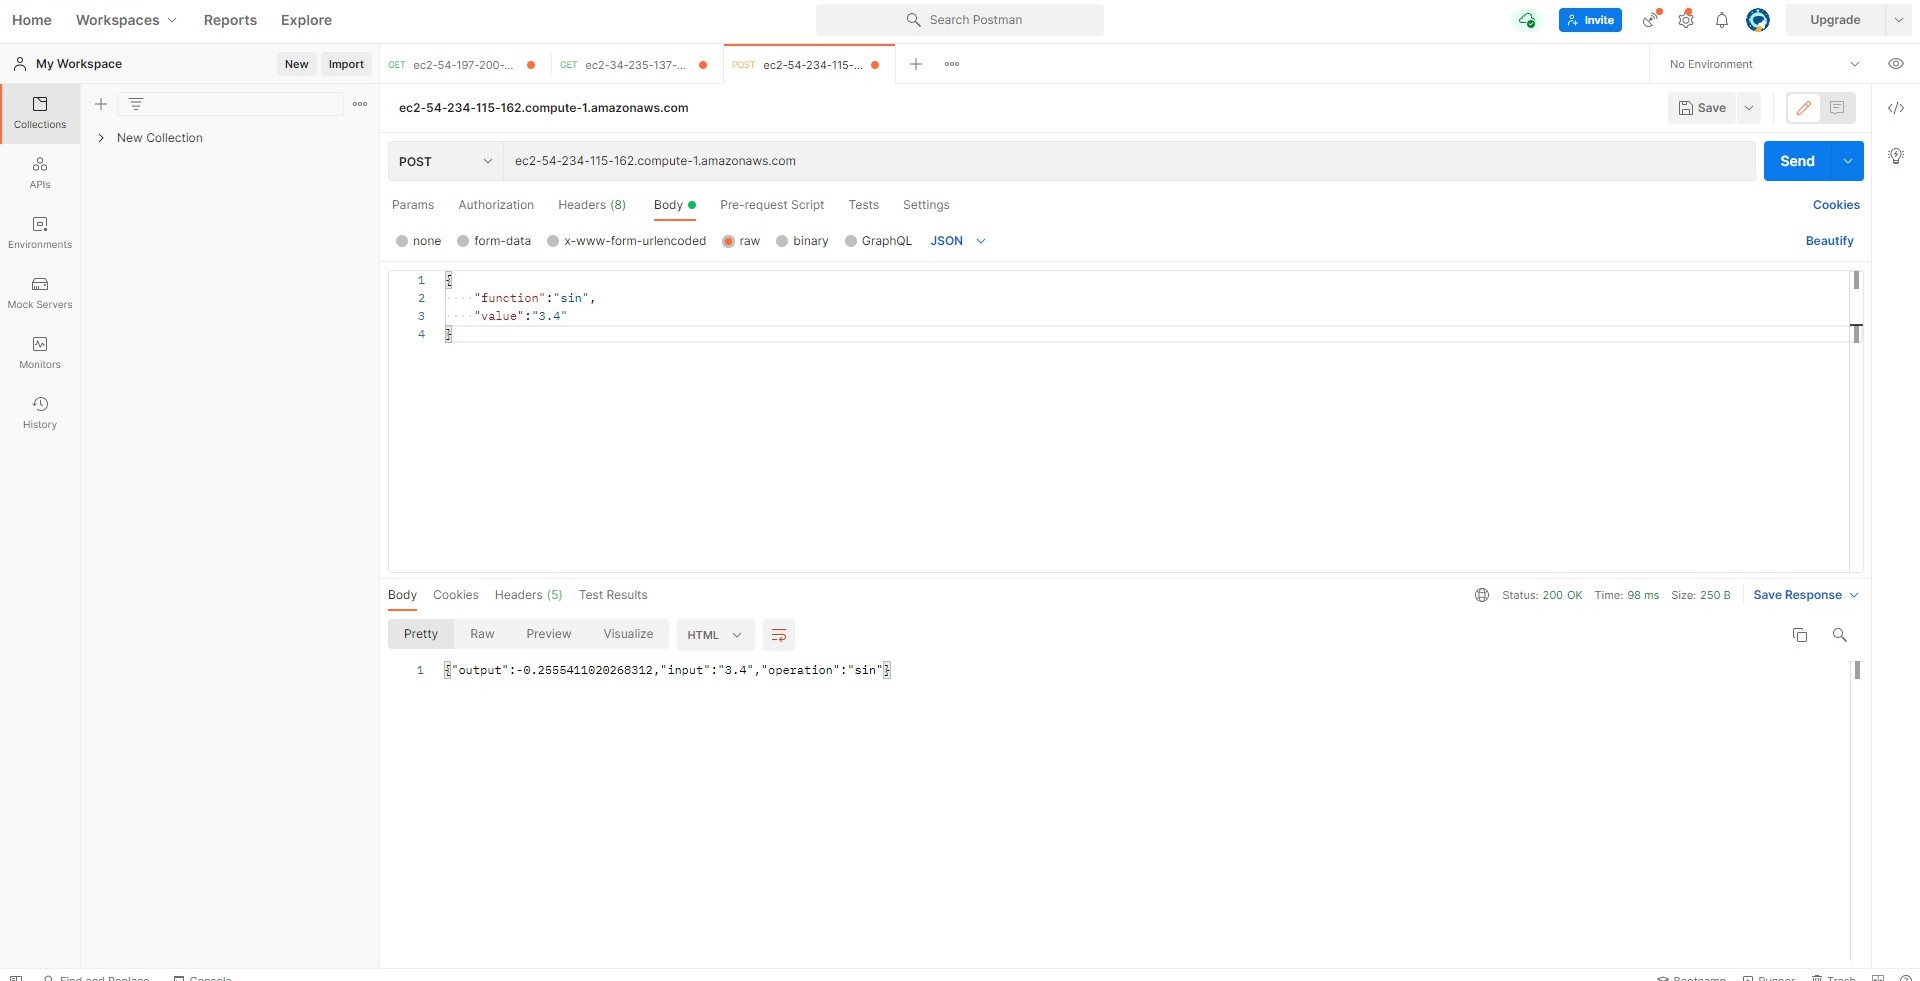 Home Workspaces Reports Explore Search Postman Invite Upgrade
My Workspace New Import GET ec2-54-197-200-... GET ec2-34-235-137-... POST ec2-54-234-115-... No Environment
Collections
New Collection
APIs
Environments
Mock Servers
Monitors
History
ec2-54-234-115-162.compute-1.amazonaws.com Save
POST ec2-54-234-115-162.compute-1.amazonaws.com Send
Params Authorization Headers (8) Body Pre-request Script Tests Settings Cookies
none form-data x-www-form-urlencoded raw binary GraphQL JSON Beautify
1 {
2 "function":"sin",
3 "value":"3.4"
4 }
Body Cookies Headers (5) Test Results Status: 200 OK Time: 98 ms Size: 250 B Save Response
Pretty Raw Preview Visualize HTML
1 {"output":-0.2555411020268312,"input":"3.4","operation":"sin"}
Find and Replace Console Bootcamp Runner Trash